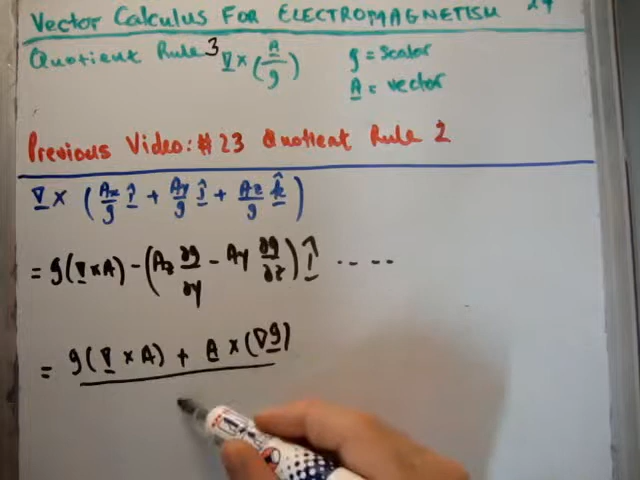 Vector Calculus For Electromagnetism 24
Quotient Rule 3 ∇ × (A/g) g = scalar
A = vector
Previous Video: #23 Quotient Rule 2
∇ × (Ax/g î + Ay/g ĵ + Az/g k̂)
= g(∇ × A) - (Az ∂g/∂y - Ay ∂g/∂z) î ....
= g(∇ × A) + A × (∇g)